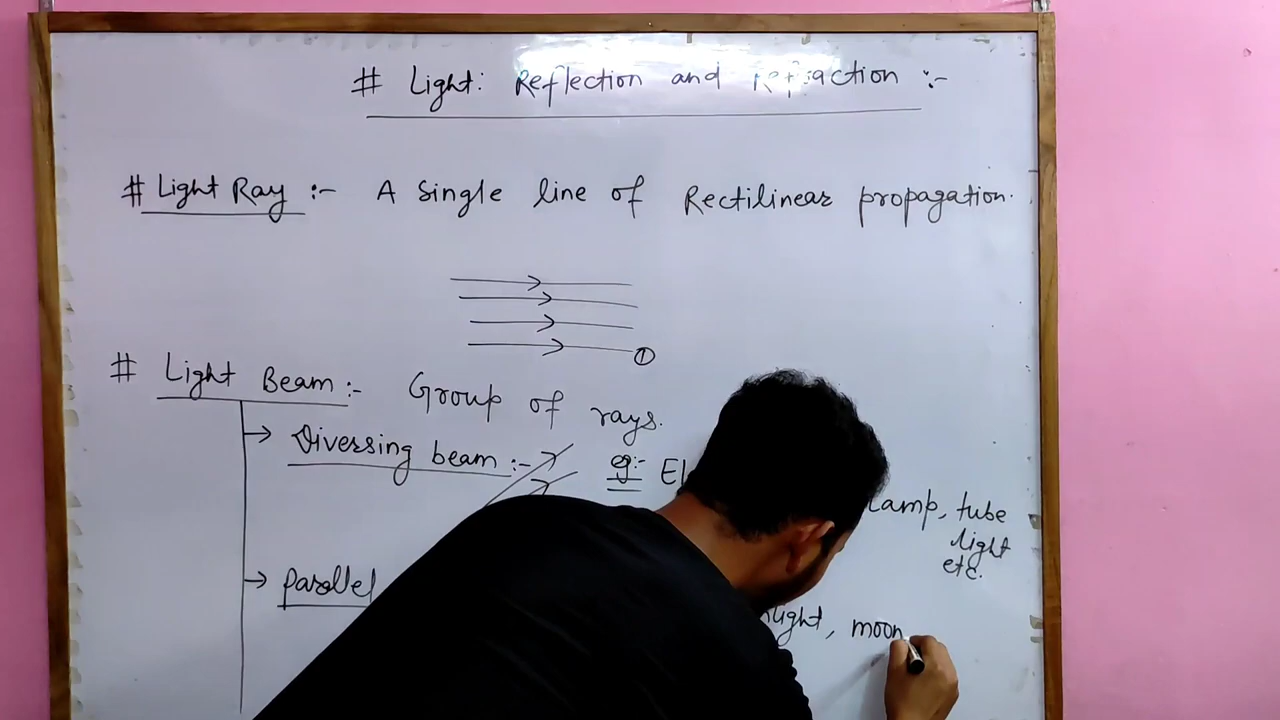 # Light: Reflection and Refraction :-
# Light Ray :- A Single line of Rectilinear propagation.
①
# Light Beam :- Group of rays.
→ Diverging beam :- eg:-
Lamp, tube
light
etc.
→ parallel
light, moon